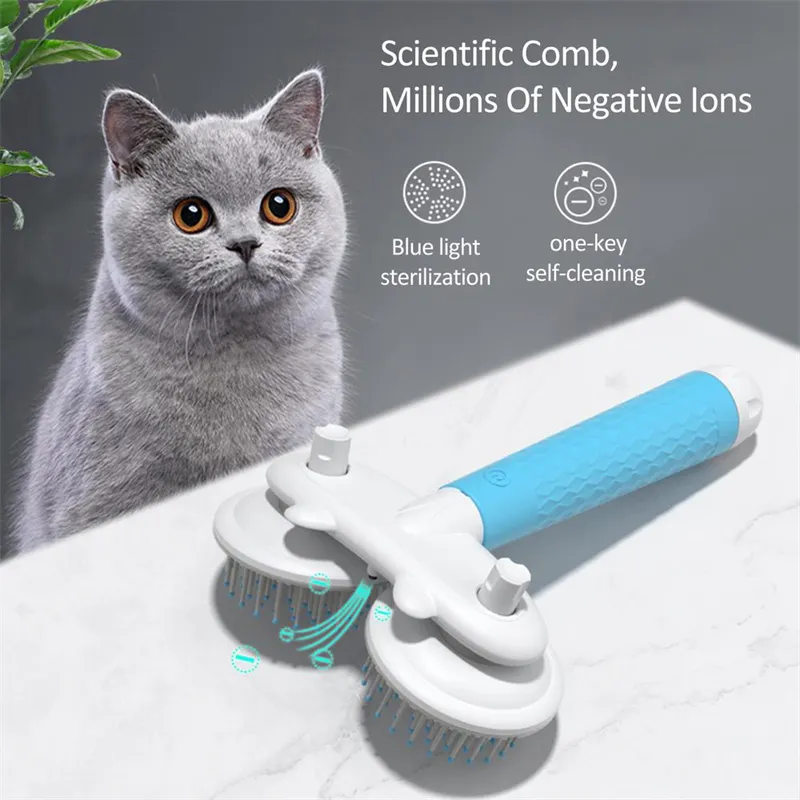 Scientific Comb,
Millions Of Negative Ions
Blue light
sterilization
one-key
self-cleaning